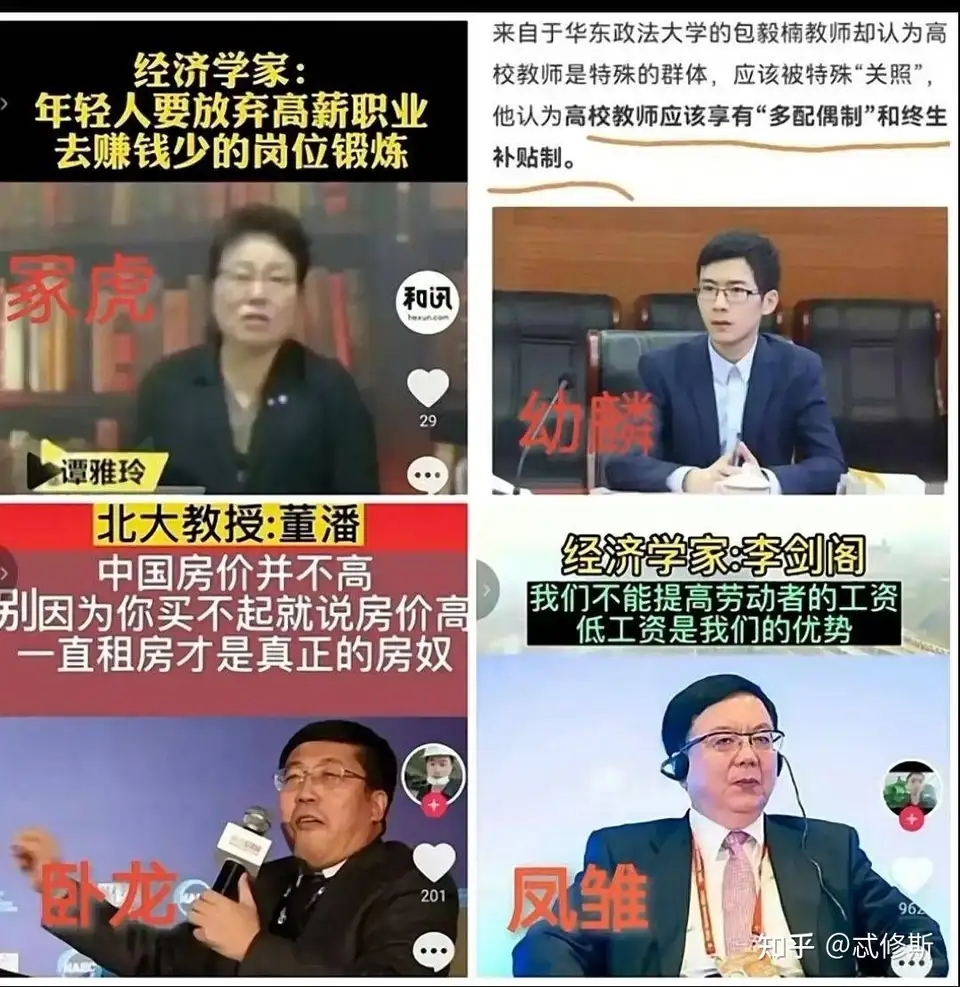 经济学家：
年轻人要放弃高薪职业
去赚钱少的岗位锻炼
冢虎
和讯
hexun.com
29
谭雅玲
来自于华东政法大学的包毅楠教师却认为高
校教师是特殊的群体，应该被特殊“关照”，
他认为高校教师应该享有“多配偶制”和终生
补贴制。
幼麟
北大教授:董潘
中国房价并不高
别因为你买不起就说房价高
一直租房才是真正的房奴
卧龙
201
经济学家:李剑阁
我们不能提高劳动者的工资
低工资是我们的优势
凤雏
962
知乎 @忒修斯